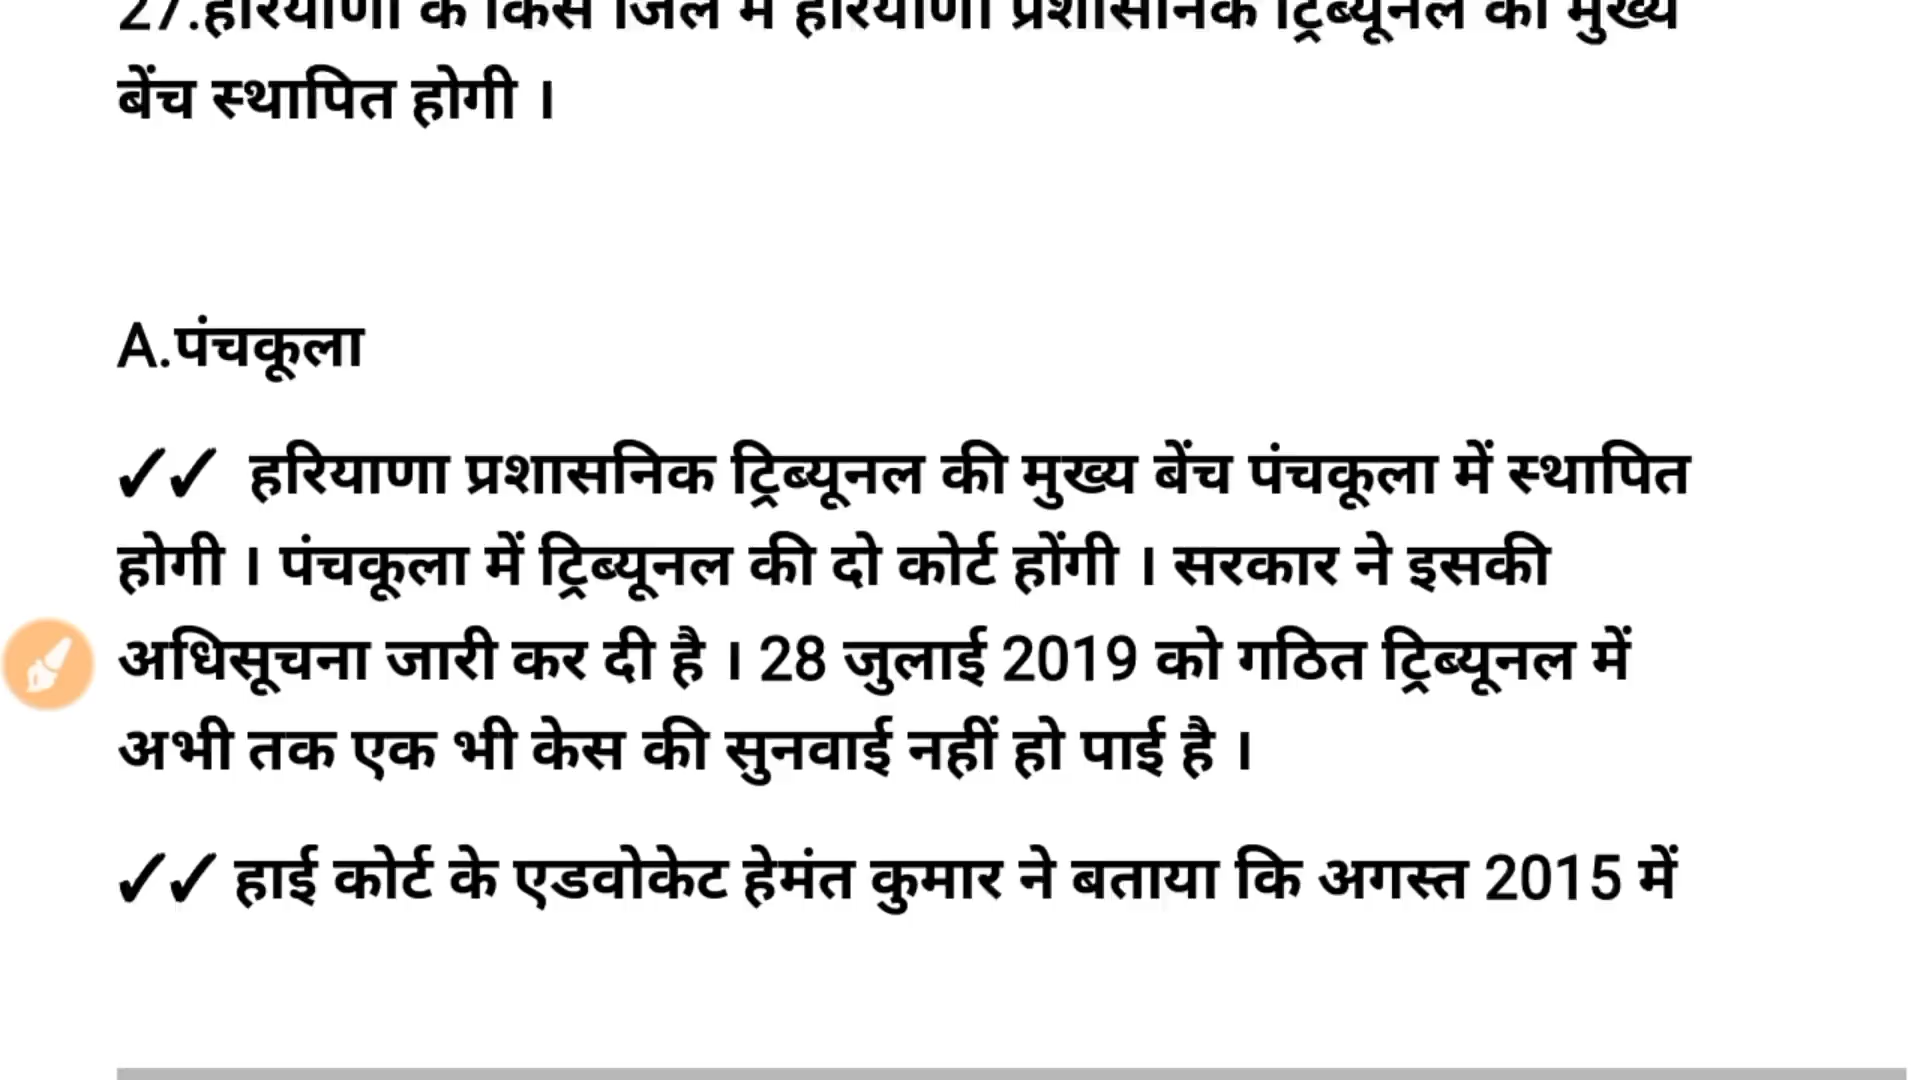 27.हरियाणा के किस जिले में हरियाणा प्रशासनिक ट्रिब्यूनल की मुख्य
बेंच स्थापित होगी ।
A.पंचकूला
✓✓ हरियाणा प्रशासनिक ट्रिब्यूनल की मुख्य बेंच पंचकूला में स्थापित
होगी । पंचकूला में ट्रिब्यूनल की दो कोर्ट होंगी । सरकार ने इसकी
अधिसूचना जारी कर दी है । 28 जुलाई 2019 को गठित ट्रिब्यूनल में
अभी तक एक भी केस की सुनवाई नहीं हो पाई है ।
✓✓ हाई कोर्ट के एडवोकेट हेमंत कुमार ने बताया कि अगस्त 2015 में